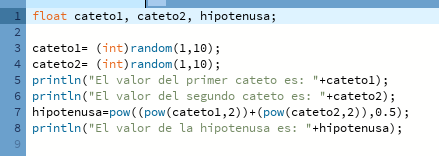 1 float cateto1, cateto2, hipotenusa;
2
3 cateto1= (int)random(1,10);
4 cateto2= (int)random(1,10);
5 println("El valor del primer cateto es: "+cateto1);
6 println("El valor del segundo cateto es: "+cateto2);
7 hipotenusa=pow((pow(cateto1,2))+(pow(cateto2,2)),0.5);
8 println("El valor de la hipotenusa es: "+hipotenusa);
9